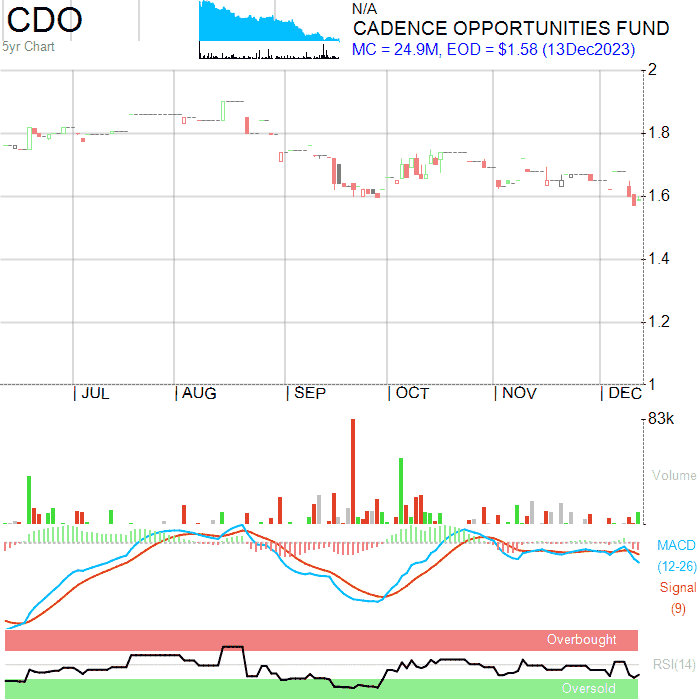 CDO
5yr Chart
N/A
CADENCE OPPORTUNITIES FUND
MC = 24.9M, EOD = $1.58 (13Dec2023)
2
1.8
1.6
1.4
1.2
1
JUL AUG SEP OCT NOV DEC
83k
Volume
MACD
(12-26)
Signal
(9)
Overbought
RSI(14)
Oversold